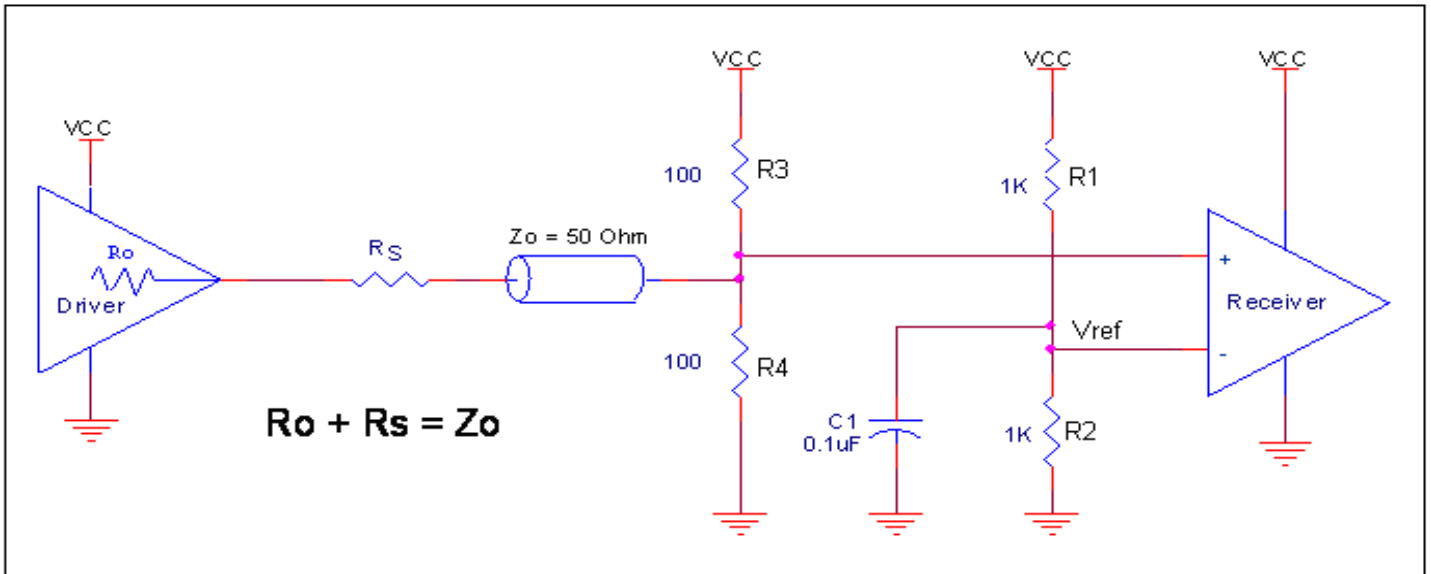 VCC
VCC
VCC
VCC
R3
100
R1
1K
Ro
Driver
RS
Zo = 50 Ohm
+
Receiver
Vref
-
R4
100
Ro + Rs = Zo
C1
0.1uF
R2
1K